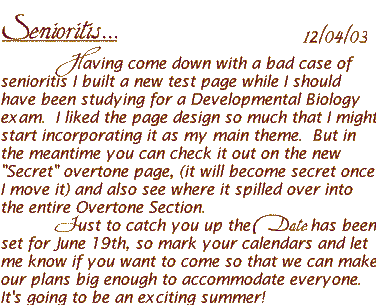 Senioritis... 12/04/03
Having come down with a bad case of
senioritis I built a new test page while I should
have been studying for a Developmental Biology
exam. I liked the page design so much that I might
start incorporating it as my main theme. But in
the meantime you can check it out on the new
"Secret" overtone page, (it will become secret once
I move it) and also see where it spilled over into
the entire Overtone Section.
Just to catch you up the Date has been
set for June 19th, so mark your calendars and let
me know if you want to come so that we can make
our plans big enough to accommodate everyone.
It's going to be an exciting summer!